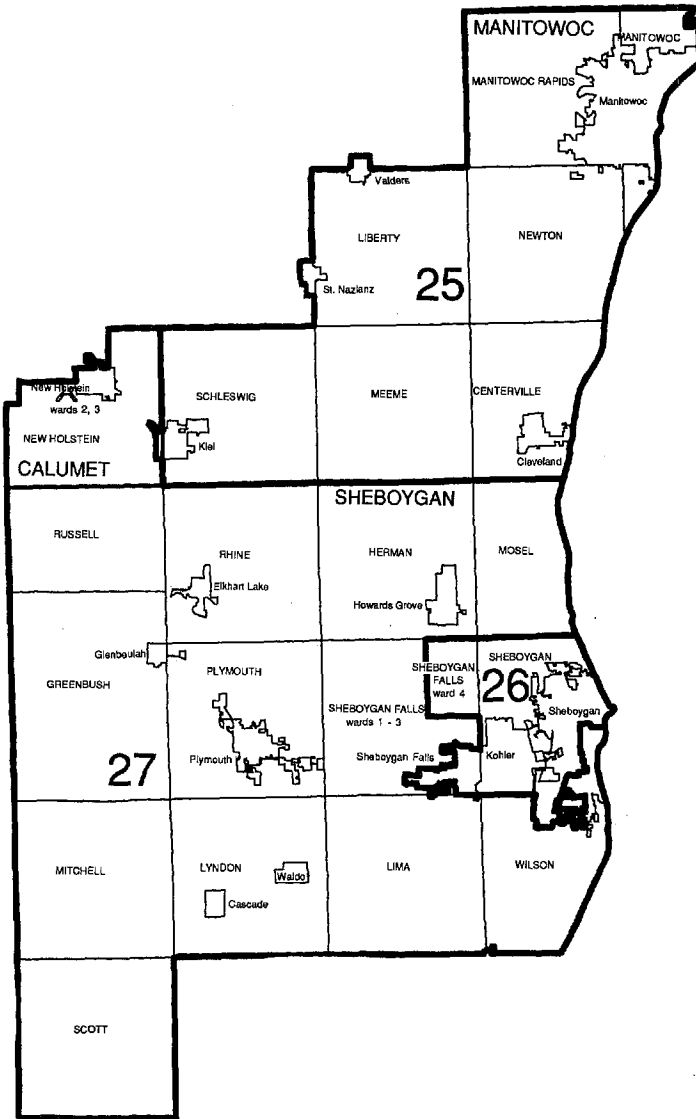 MANITOWOC
MANITOWOC
MANITOWOC RAPIDS
Manitowoc
Valders
LIBERTY
NEWTON
St. Nazianz
25
New Holstein
wards 2, 3
SCHLESWIG
MEEME
CENTERVILLE
NEW HOLSTEIN
Kiel
Cleveland
CALUMET
SHEBOYGAN
RUSSELL
RHINE
HERMAN
MOSEL
Elkhart Lake
Howards Grove
Glenbeulah
GREENBUSH
PLYMOUTH
SHEBOYGAN
FALLS
ward 4
SHEBOYGAN
26
Sheboygan
SHEBOYGAN FALLS
wards 1 - 3
27
Plymouth
Sheboygan Falls
Kohler
MITCHELL
LYNDON
Waldo
LIMA
WILSON
Cascade
SCOTT